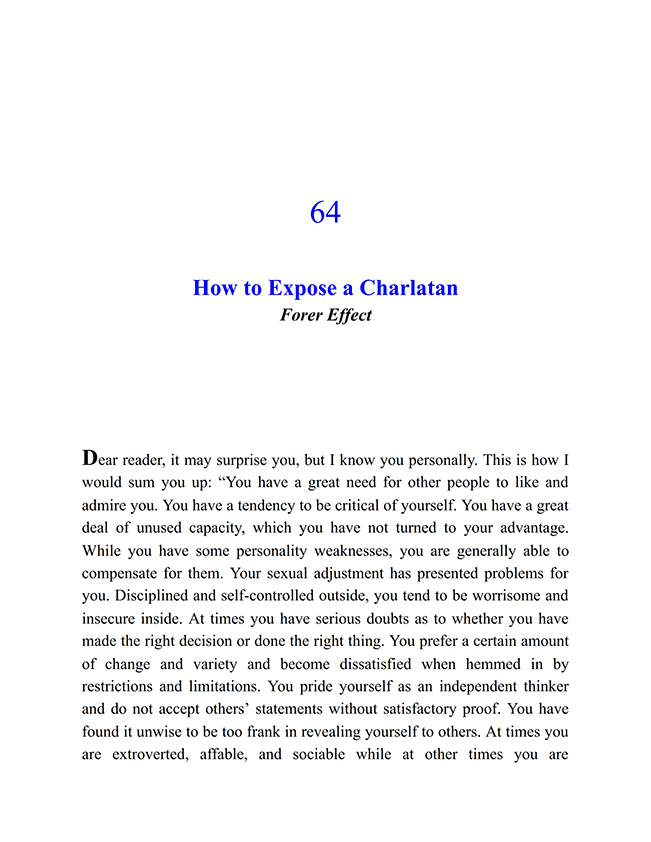 64
How to Expose a Charlatan
Forer Effect
Dear reader, it may surprise you, but I know you personally. This is how I
would sum you up: “You have a great need for other people to like and
admire you. You have a tendency to be critical of yourself. You have a great
deal of unused capacity, which you have not turned to your advantage.
While you have some personality weaknesses, you are generally able to
compensate for them. Your sexual adjustment has presented problems for
you. Disciplined and self-controlled outside, you tend to be worrisome and
insecure inside. At times you have serious doubts as to whether you have
made the right decision or done the right thing. You prefer a certain amount
of change and variety and become dissatisfied when hemmed in by
restrictions and limitations. You pride yourself as an independent thinker
and do not accept others’ statements without satisfactory proof. You have
found it unwise to be too frank in revealing yourself to others. At times you
are extroverted, affable, and sociable while at other times you are